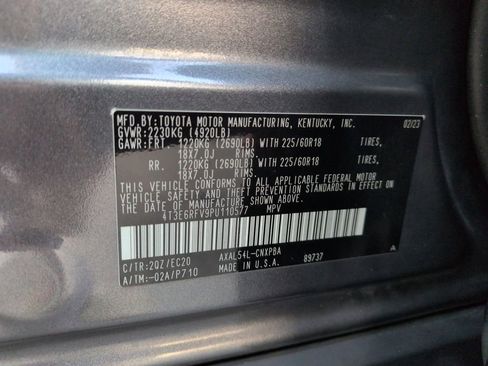 MFD. BY: TOYOTA MOTOR MANUFACTURING, KENTUCKY, INC. 02/23
GVWR: 2230KG (4920LB)
GAWR: FRT. 1220KG (2690LB) WITH 225/60R18 TIRES,
18X7.0J RIMS.
RR. 1220KG (2690LB) WITH 225/60R18 TIRES,
18X7.0J RIMS.
THIS VEHICLE CONFORMS TO ALL APPLICABLE FEDERAL MOTOR
VEHICLE SAFETY AND THEFT PREVENTION STANDARDS IN EFFECT ON
THE DATE OF MANUFACTURE SHOWN ABOVE.
4T3E6RFV9PU110577 MPV
C/TR:2QZ/EC20 AXAL54L-CNXPBA
A/TM:-02A/P710 MADE IN U.S.A. 89737 A